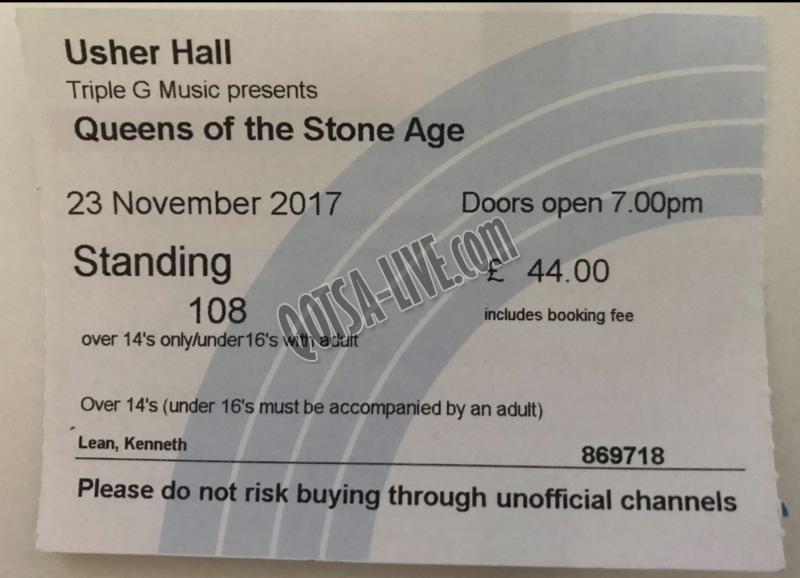 Usher Hall
Triple G Music presents
Queens of the Stone Age
23 November 2017 Doors open 7.00pm
Standing £ 44.00
108 includes booking fee
QOTSA-LIVE.com
over 14's only/under16's with adult
Over 14's (under 16's must be accompanied by an adult)
Lean, Kenneth 869718
Please do not risk buying through unofficial channels